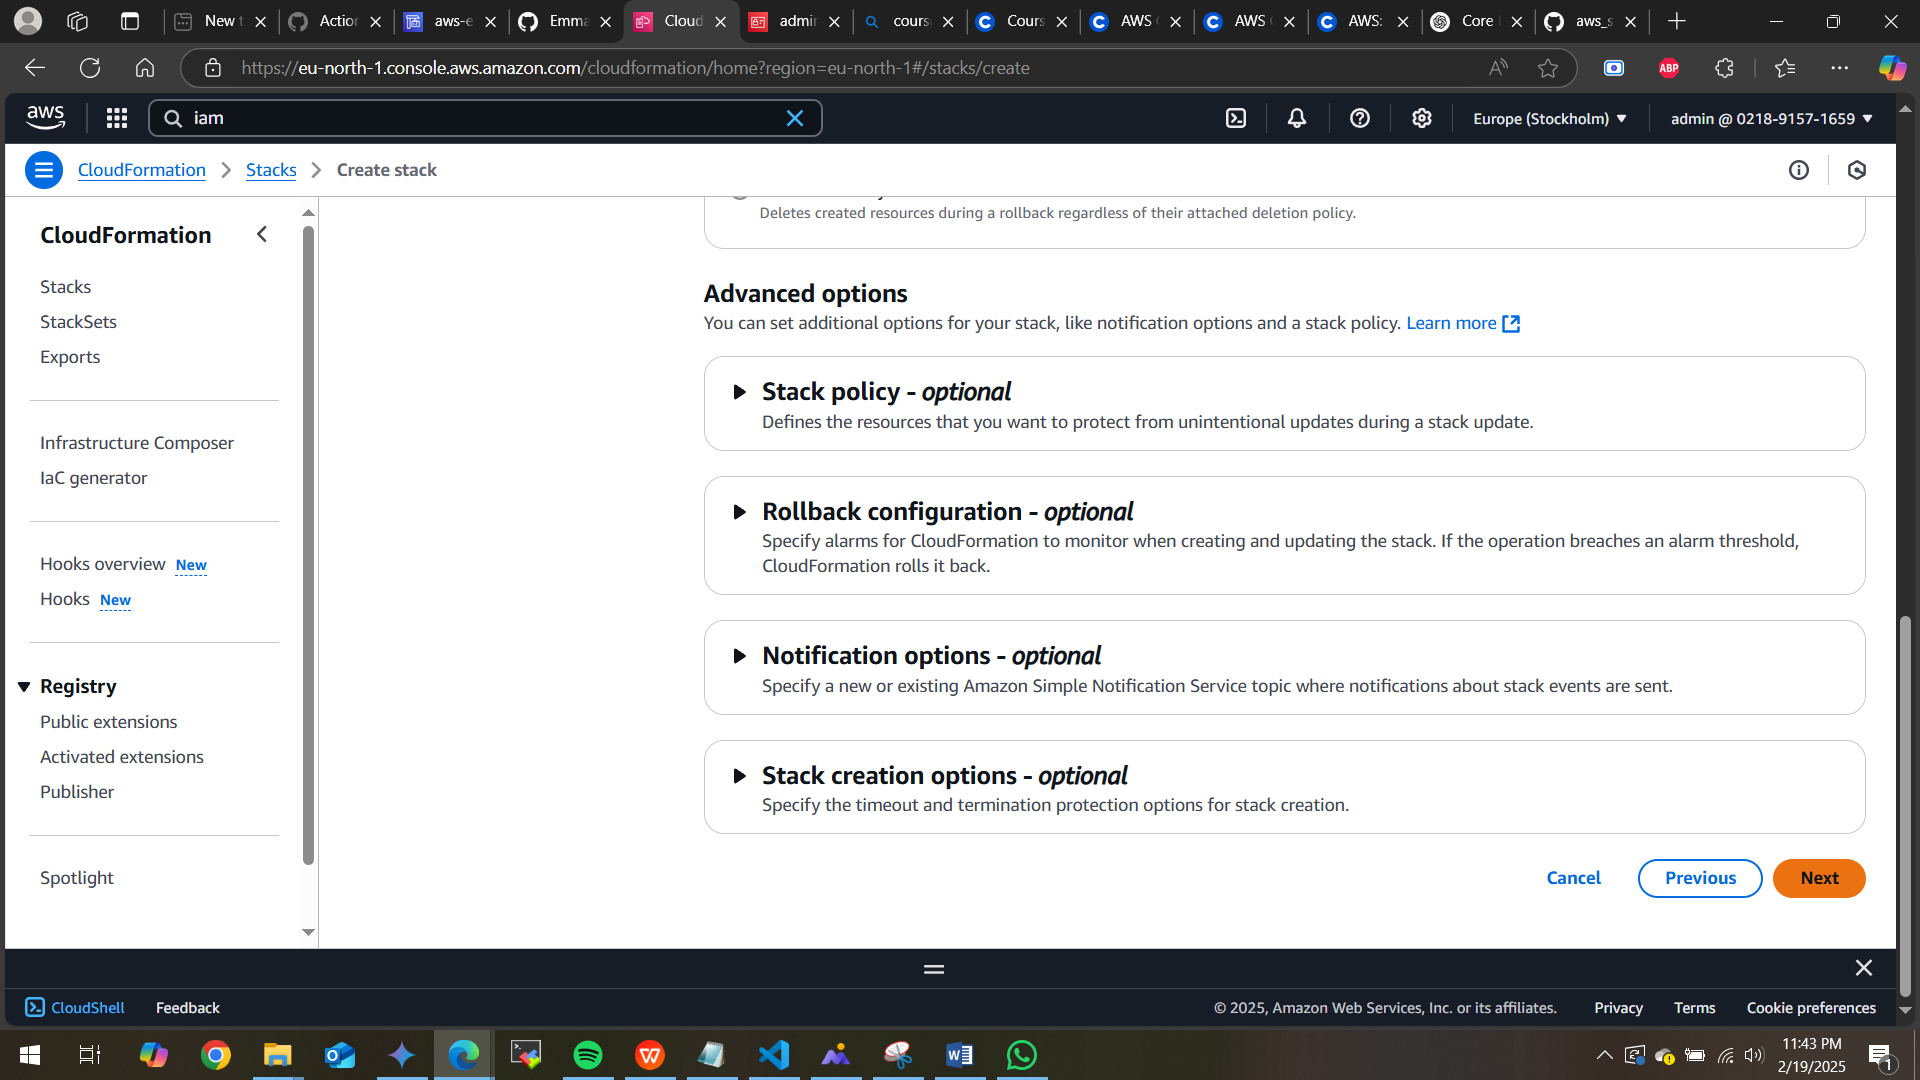 New t
Action
aws-e
Emma
Cloud
admin
cours
Cours
AWS
AWS
AWS:
Core
aws_s
https://eu-north-1.console.aws.amazon.com/cloudformation/home?region=eu-north-1#/stacks/create
ABP
aws
iam
Europe (Stockholm)
admin @ 0218-9157-1659
CloudFormation
Stacks
Create stack
CloudFormation
Stacks
StackSets
Exports
Infrastructure Composer
IaC generator
Hooks overview New
Hooks New
Registry
Public extensions
Activated extensions
Publisher
Spotlight
Deletes created resources during a rollback regardless of their attached deletion policy.
Advanced options
You can set additional options for your stack, like notification options and a stack policy. Learn more
Stack policy - optional
Defines the resources that you want to protect from unintentional updates during a stack update.
Rollback configuration - optional
Specify alarms for CloudFormation to monitor when creating and updating the stack. If the operation breaches an alarm threshold,
CloudFormation rolls it back.
Notification options - optional
Specify a new or existing Amazon Simple Notification Service topic where notifications about stack events are sent.
Stack creation options - optional
Specify the timeout and termination protection options for stack creation.
Cancel
Previous
Next
CloudShell
Feedback
© 2025, Amazon Web Services, Inc. or its affiliates.
Privacy
Terms
Cookie preferences
11:43 PM
2/19/2025
1